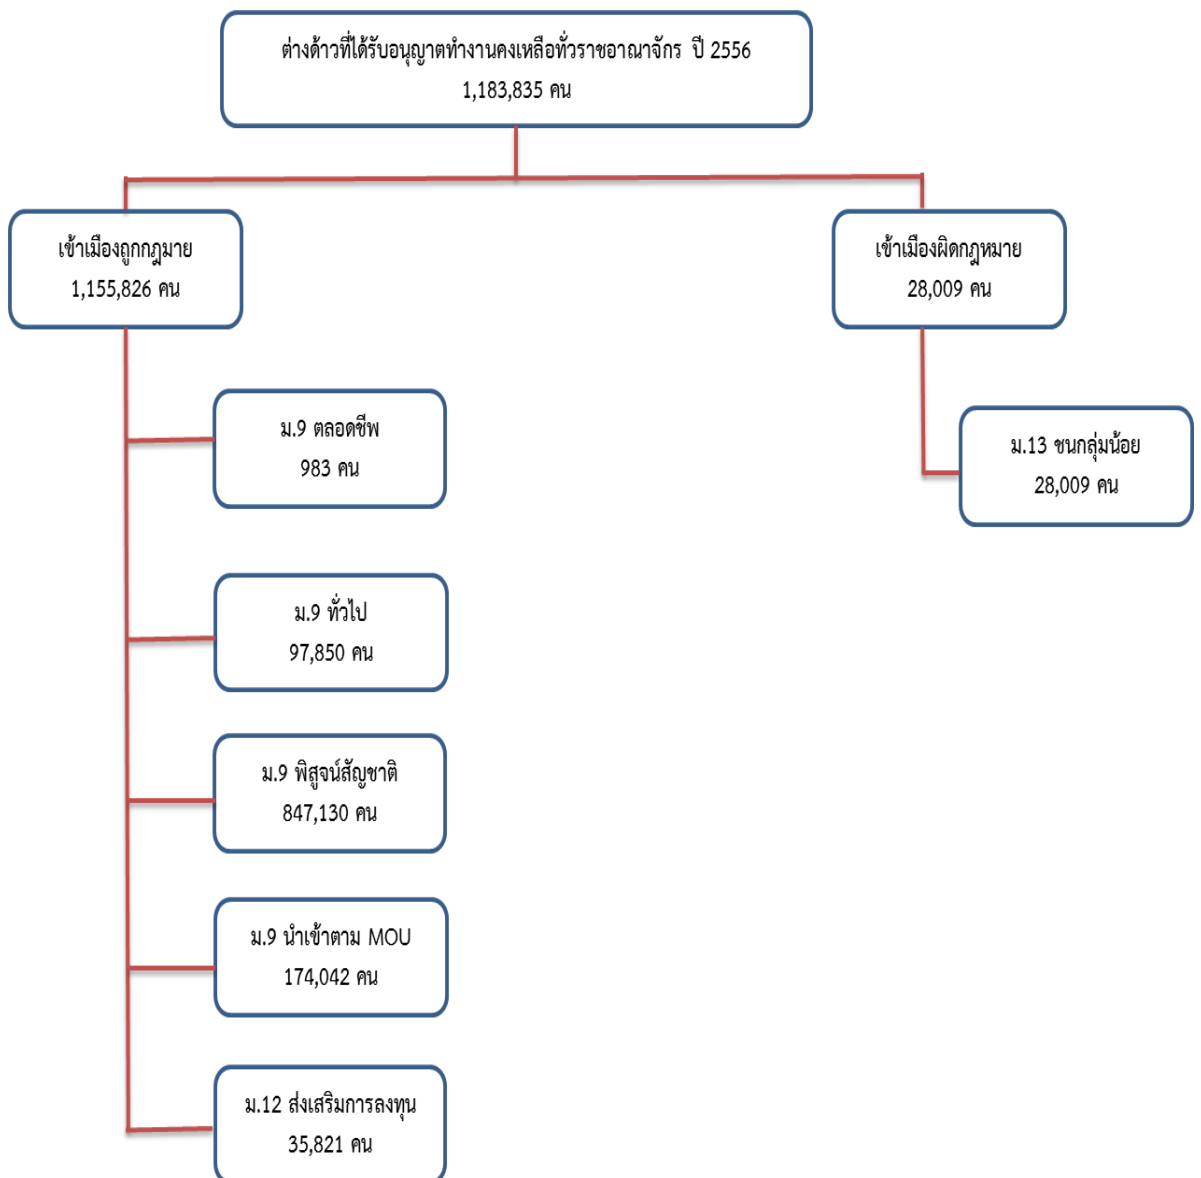 ต่างด้าวที่ได้รับอนุญาตทำงานคงเหลือทั่วราชอาณาจักร ปี 2556
1,183,835 คน
เข้าเมืองถูกกฎมาย
1,155,826 คน
เข้าเมืองผิดกฎหมาย
28,009 คน
ม.9 ตลอดชีพ
983 คน
ม.13 ชนกลุ่มน้อย
28,009 คน
ม.9 ทั่วไป
97,850 คน
ม.9 พิสูจน์สัญชาติ
847,130 คน
ม.9 นำเข้าตาม MOU
174,042 คน
ม.12 ส่งเสริมการลงทุน
35,821 คน